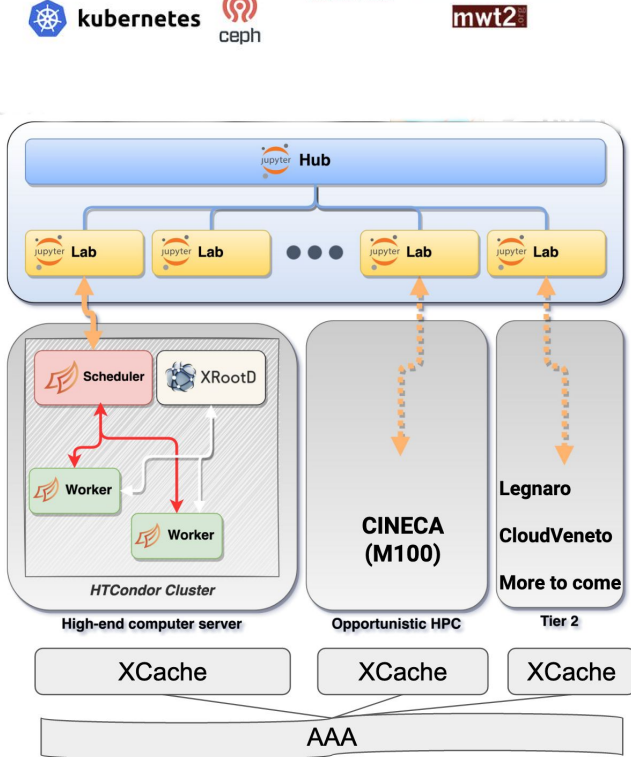 kubernetes
ceph
mwt2
jupyter Hub
jupyter Lab
jupyter Lab
jupyter Lab
jupyter Lab
Scheduler
XRootD
Worker
Worker
HTCondor Cluster
High-end computer server
CINECA
(M100)
Opportunistic HPC
Legnaro
CloudVeneto
More to come
Tier 2
XCache
XCache
XCache
AAA